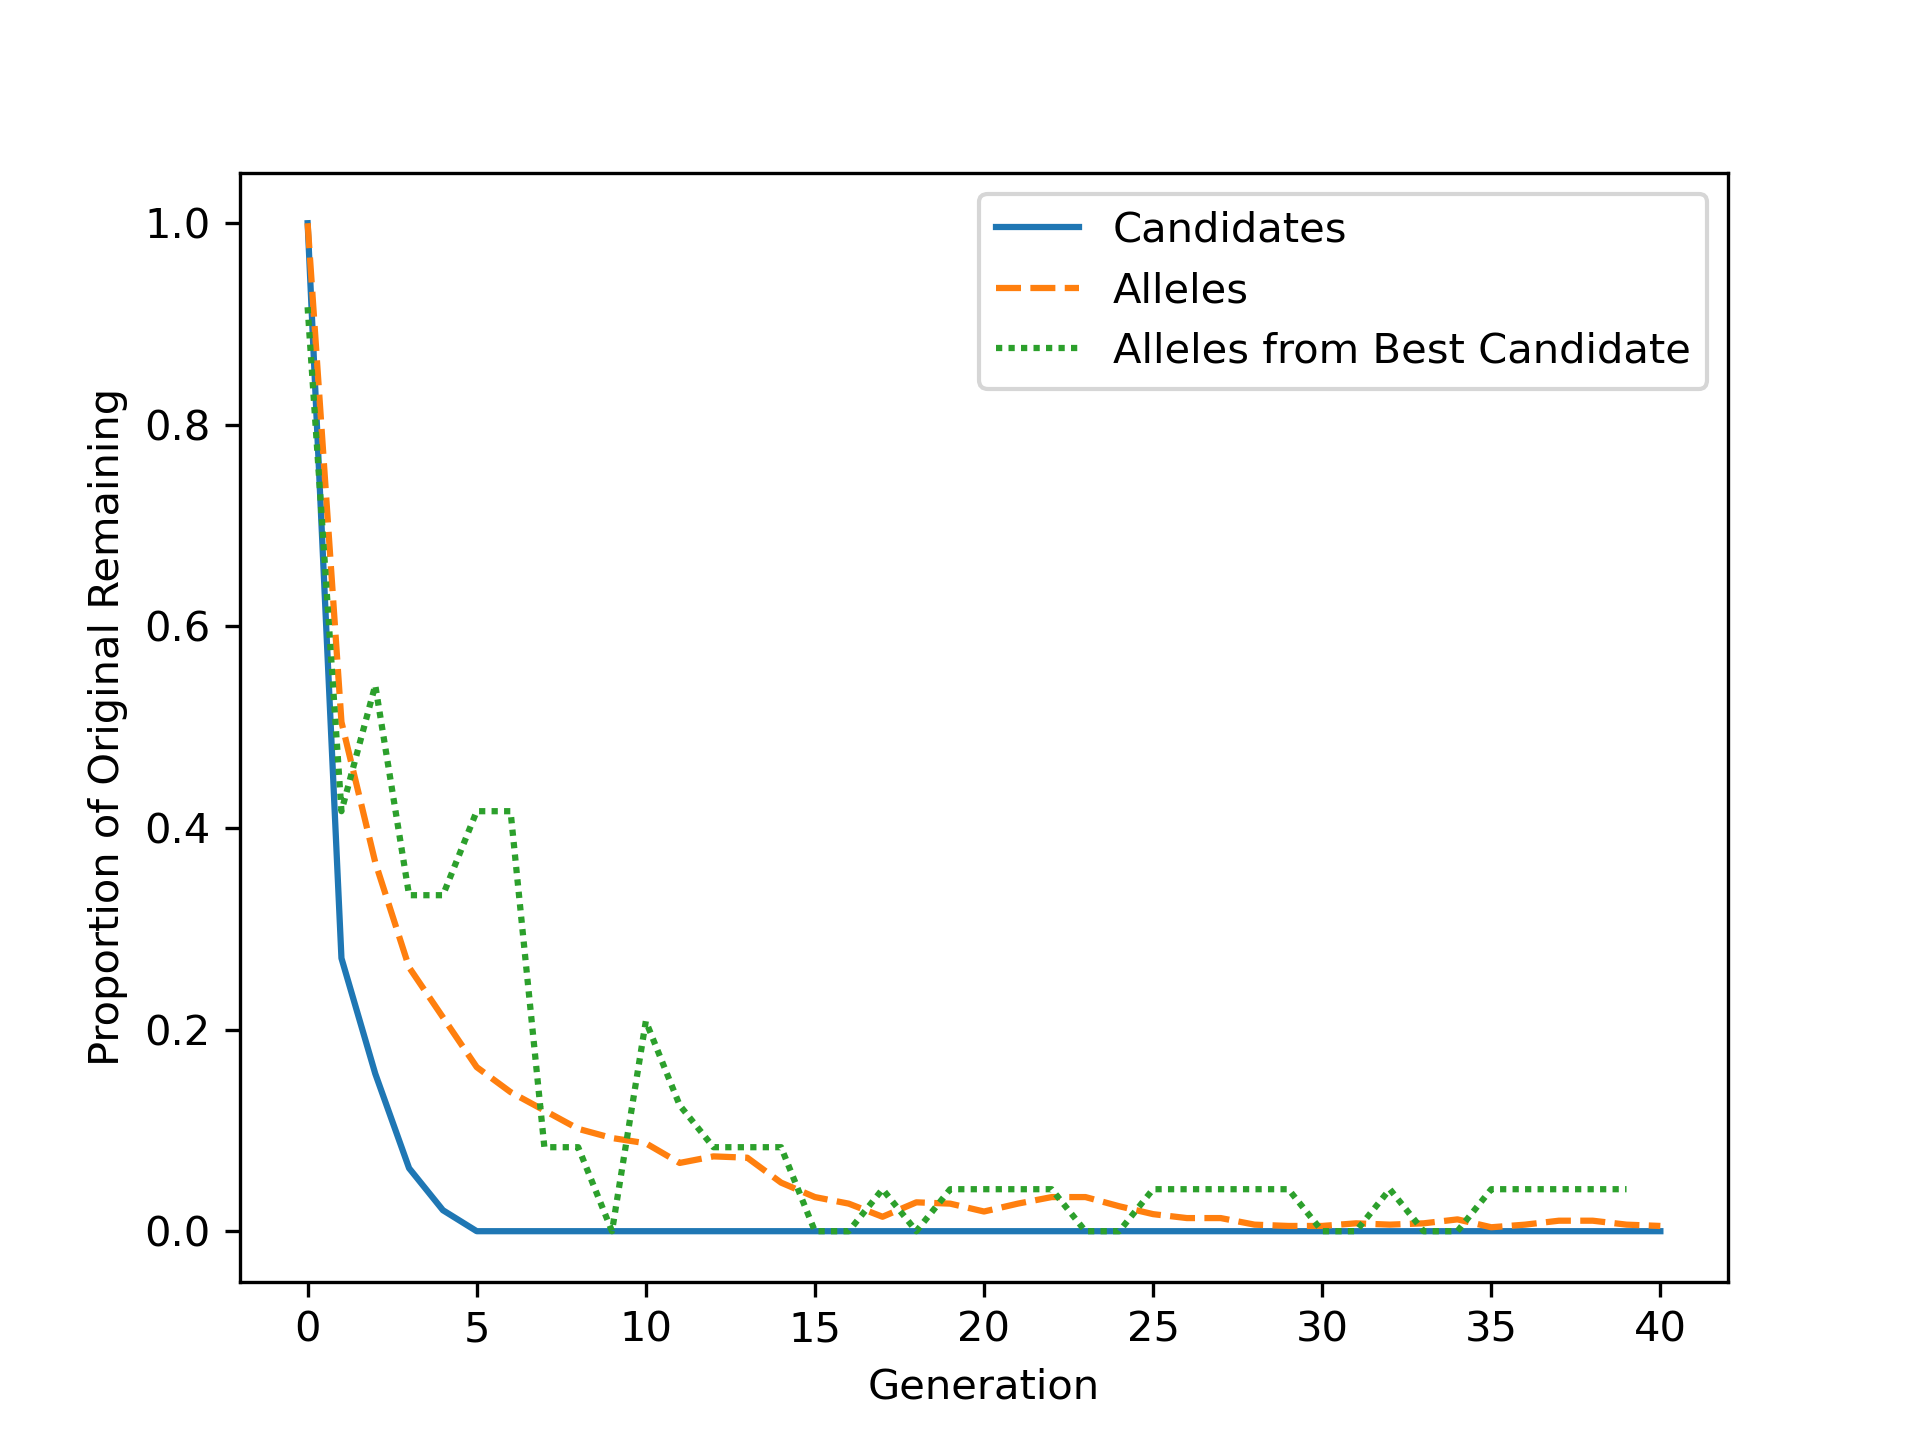 Candidates
Alleles
Alleles from Best Candidate
Proportion of Original Remaining
1.0
0.8
0.6
0.4
0.2
0.0
0 5 10 15 20 25 30 35 40
Generation